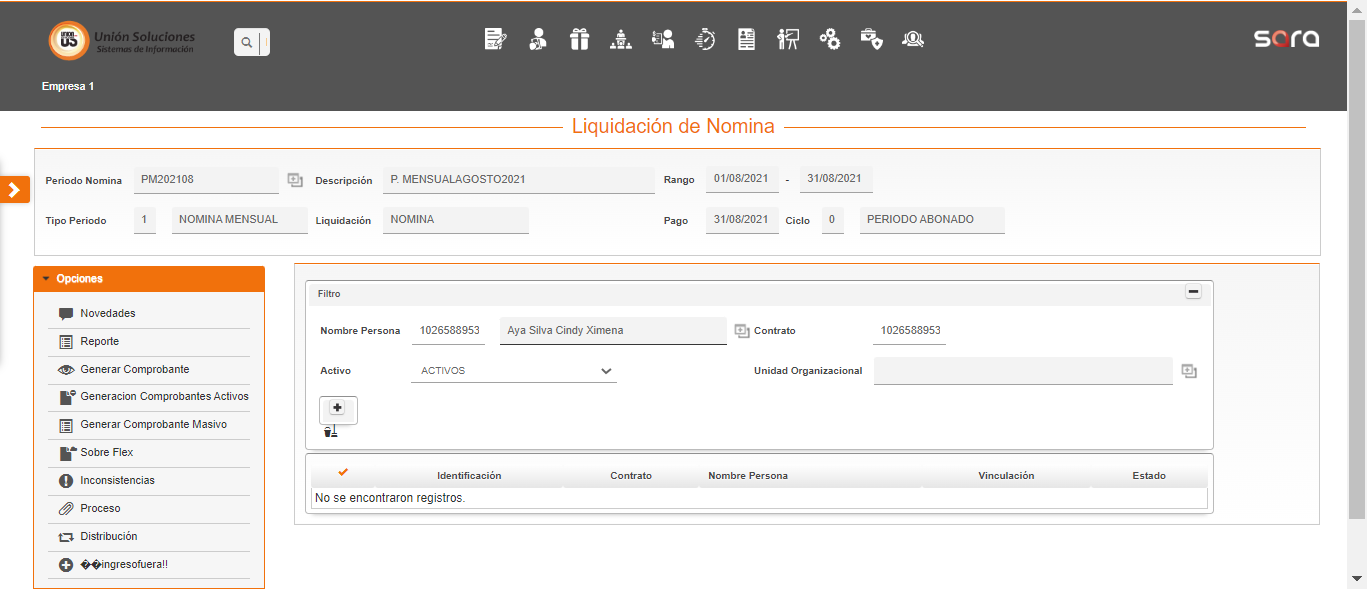 UNION
US
Unión Soluciones
Sistemas de Información
sara
Empresa 1
Liquidación de Nomina
Periodo Nomina PM202108 Descripción P. MENSUALAGOSTO2021 Rango 01/08/2021 - 31/08/2021
Tipo Periodo 1 NOMINA MENSUAL Liquidación NOMINA Pago 31/08/2021 Ciclo 0 PERIODO ABONADO
Opciones
Novedades
Reporte
Generar Comprobante
Generacion Comprobantes Activos
Generar Comprobante Masivo
Sobre Flex
Inconsistencias
Proceso
Distribución
��ingresofuera!!
Filtro
Nombre Persona 1026588953 Aya Silva Cindy Ximena Contrato 1026588953
Activo ACTIVOS Unidad Organizacional
Identificación Contrato Nombre Persona Vinculación Estado
No se encontraron registros.